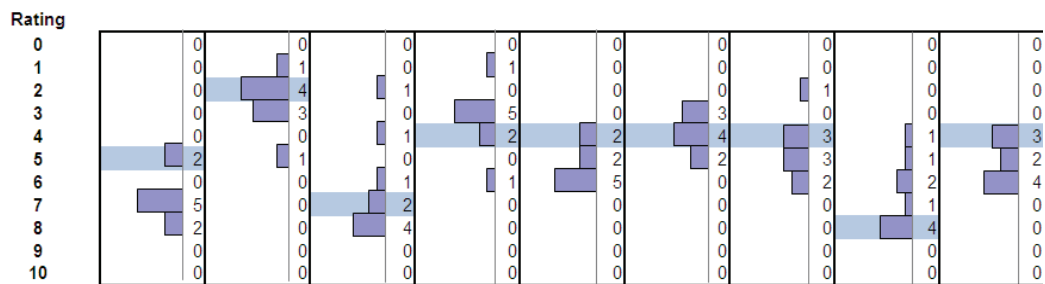 Rating
0 0 0 0 0 0 0 0 0 0
1 0 1 0 1 0 0 0 0 0
2 0 4 1 0 0 0 1 0 0
3 0 3 0 5 0 3 0 0 0
4 0 0 1 2 2 4 3 1 3
5 2 1 0 0 2 2 3 1 2
6 0 0 1 1 5 0 2 2 4
7 5 0 2 0 0 0 0 1 0
8 2 0 4 0 0 0 0 4 0
9 0 0 0 0 0 0 0 0 0
10 0 0 0 0 0 0 0 0 0